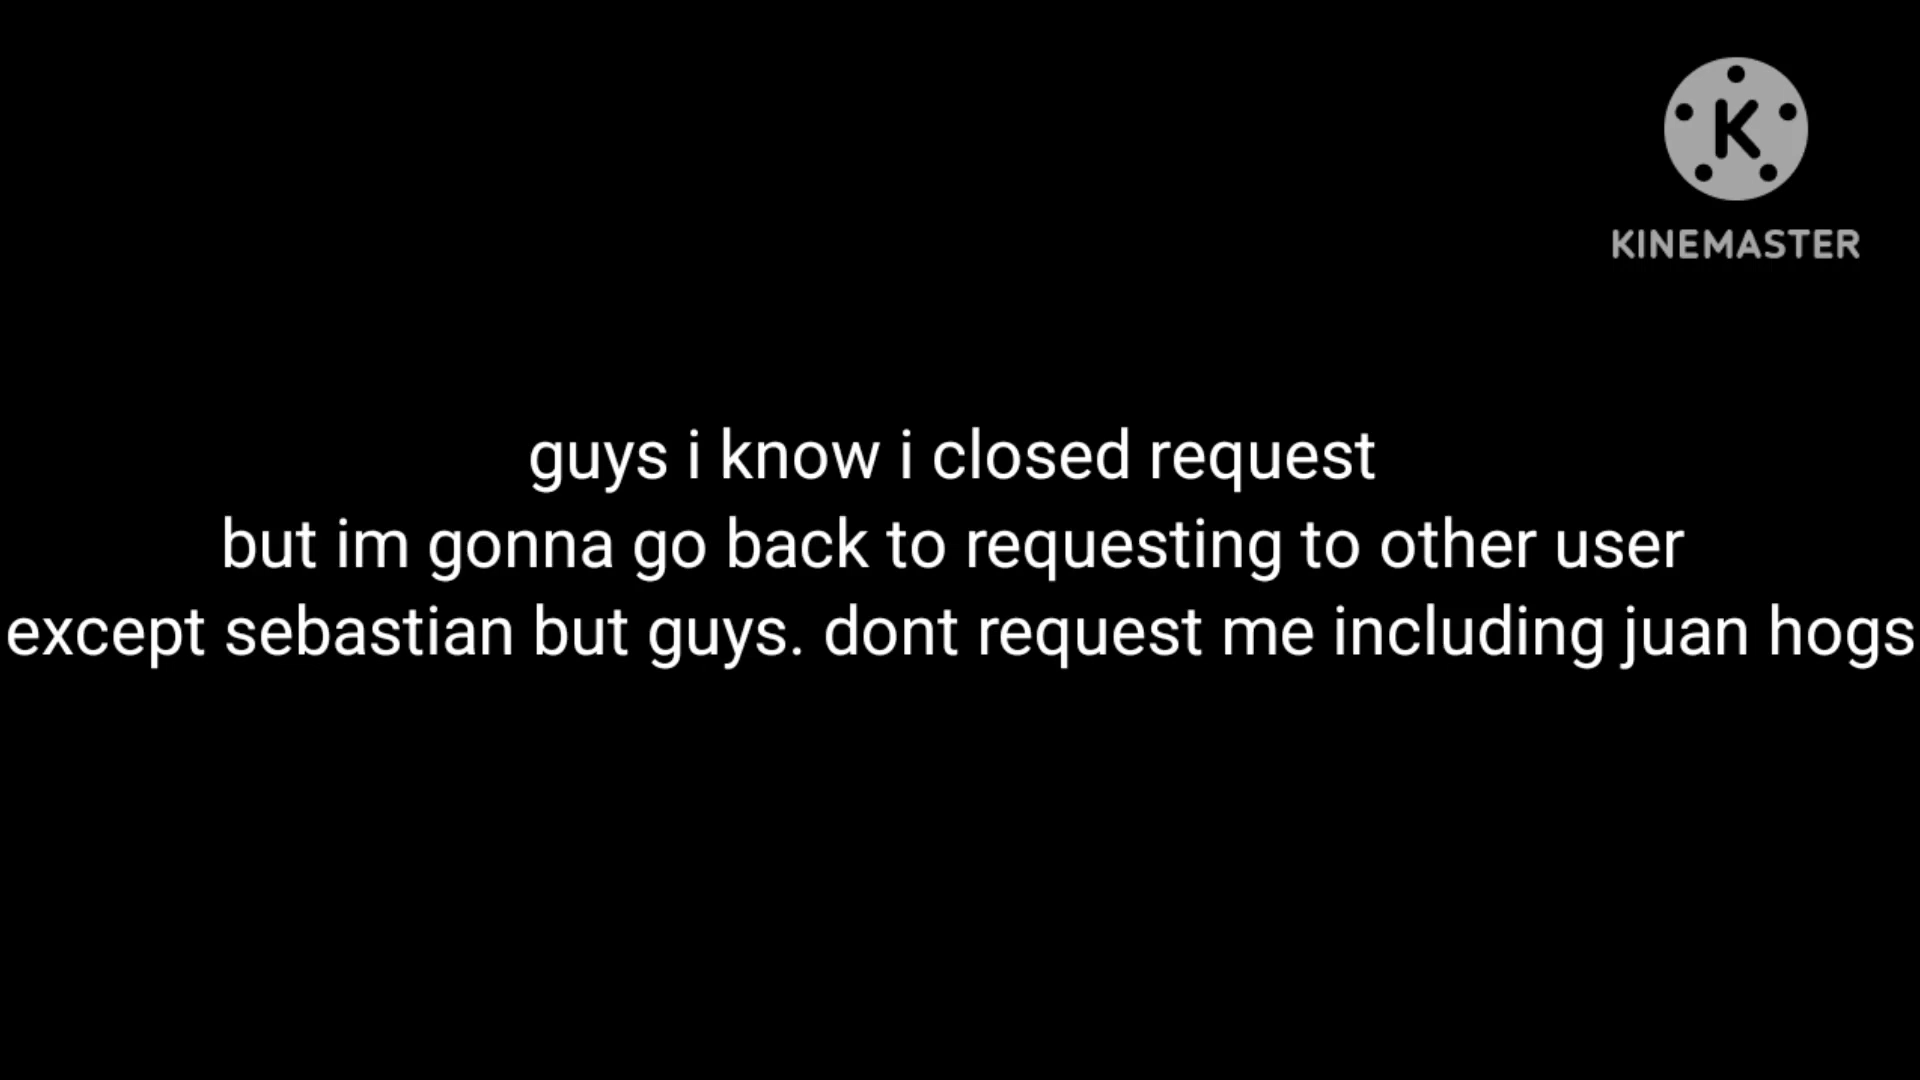 K
KINEMASTER
guys i know i closed request
but im gonna go back to requesting to other user
except sebastian but guys. dont request me including juan hogs